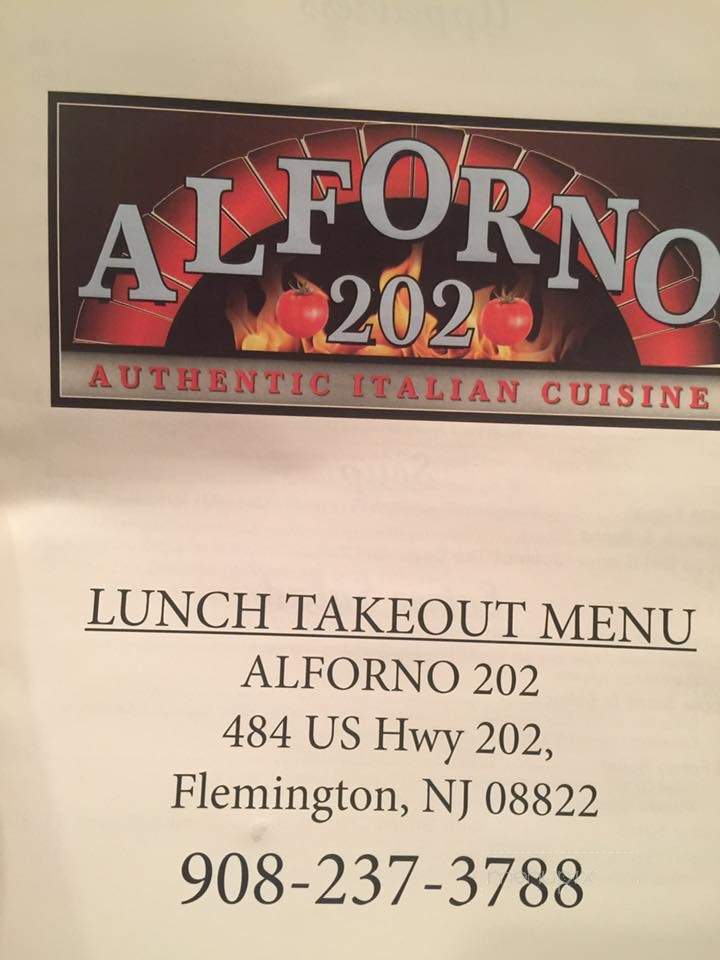 ALFORNO
202
AUTHENTIC ITALIAN CUISINE
LUNCH TAKEOUT MENU
ALFORNO 202
484 US Hwy 202,
Flemington, NJ 08822
908-237-3788